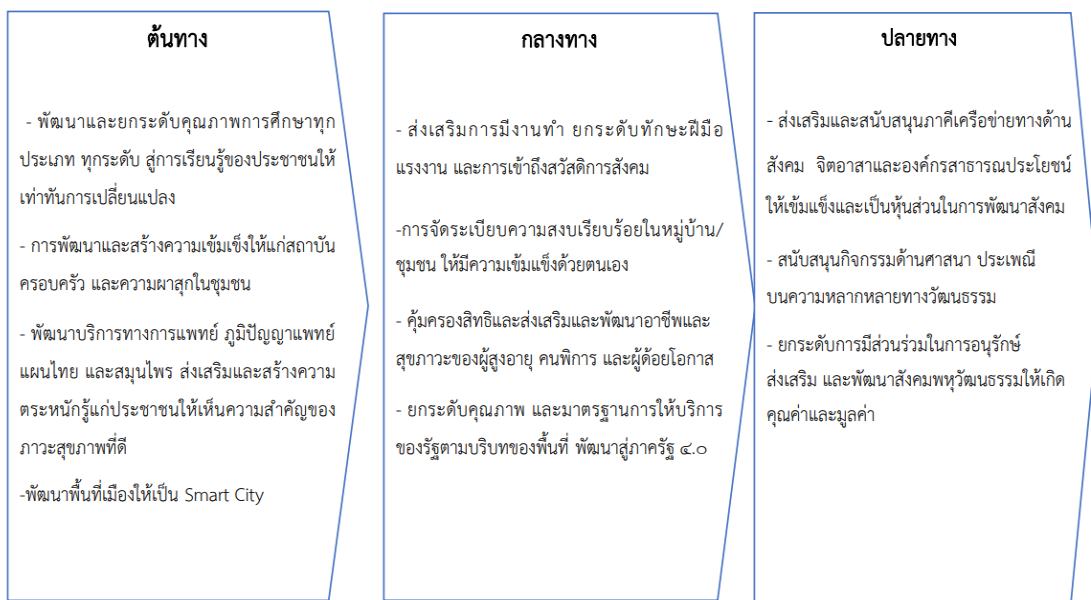 ต้นทาง
- พัฒนาและยกระดับคุณภาพการศึกษาทุก
ประเภท ทุกระดับ สู่การเรียนรู้ของประชาชนให้
เท่าทันการเปลี่ยนแปลง
- การพัฒนาและสร้างความเข้มเข็งให้แก่สถาบัน
ครอบครัว และความผาสุกในชุมชน
- พัฒนาบริการทางการแพทย์ ภูมิปัญญาแพทย์
แผนไทย และสมุนไพร ส่งเสริมและสร้างความ
ตระหนักรู้แก่ประชาชนให้เห็นความสำคัญของ
ภาวะสุขภาพที่ดี
-พัฒนาพื้นที่เมืองให้เป็น Smart City
กลางทาง
- ส่งเสริมการมีงานทำ ยกระดับทักษะฝีมือ
แรงงาน และการเข้าถึงสวัสดิการสังคม
-การจัดระเบียบความสงบเรียบร้อยในหมู่บ้าน/
ชุมชน ให้มีความเข้มแข็งด้วยตนเอง
- คุ้มครองสิทธิและส่งเสริมและพัฒนาอาชีพและ
สุขภาวะของผู้สูงอายุ คนพิการ และผู้ด้อยโอกาส
- ยกระดับคุณภาพ และมาตรฐานการให้บริการ
ของรัฐตามบริบทของพื้นที่ พัฒนาสู่ภาครัฐ ๔.๐
ปลายทาง
- ส่งเสริมและสนับสนุนภาคีเครือข่ายทางด้าน
สังคม จิตอาสาและองค์กรสาธารณประโยชน์
ให้เข้มแข็งและเป็นหุ้นส่วนในการพัฒนาสังคม
- สนับสนุนกิจกรรมด้านศาสนา ประเพณี
บนความหลากหลายทางวัฒนธรรม
- ยกระดับการมีส่วนร่วมในการอนุรักษ์
ส่งเสริม และพัฒนาสังคมพหุวัฒนธรรมให้เกิด
คุณค่าและมูลค่า